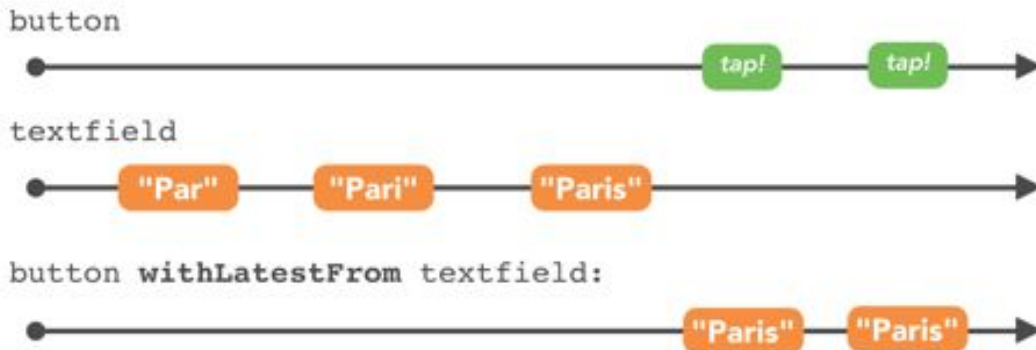 button
tap! tap!
textfield
"Par" "Pari" "Paris"
button withLatestFrom textfield:
"Paris" "Paris"